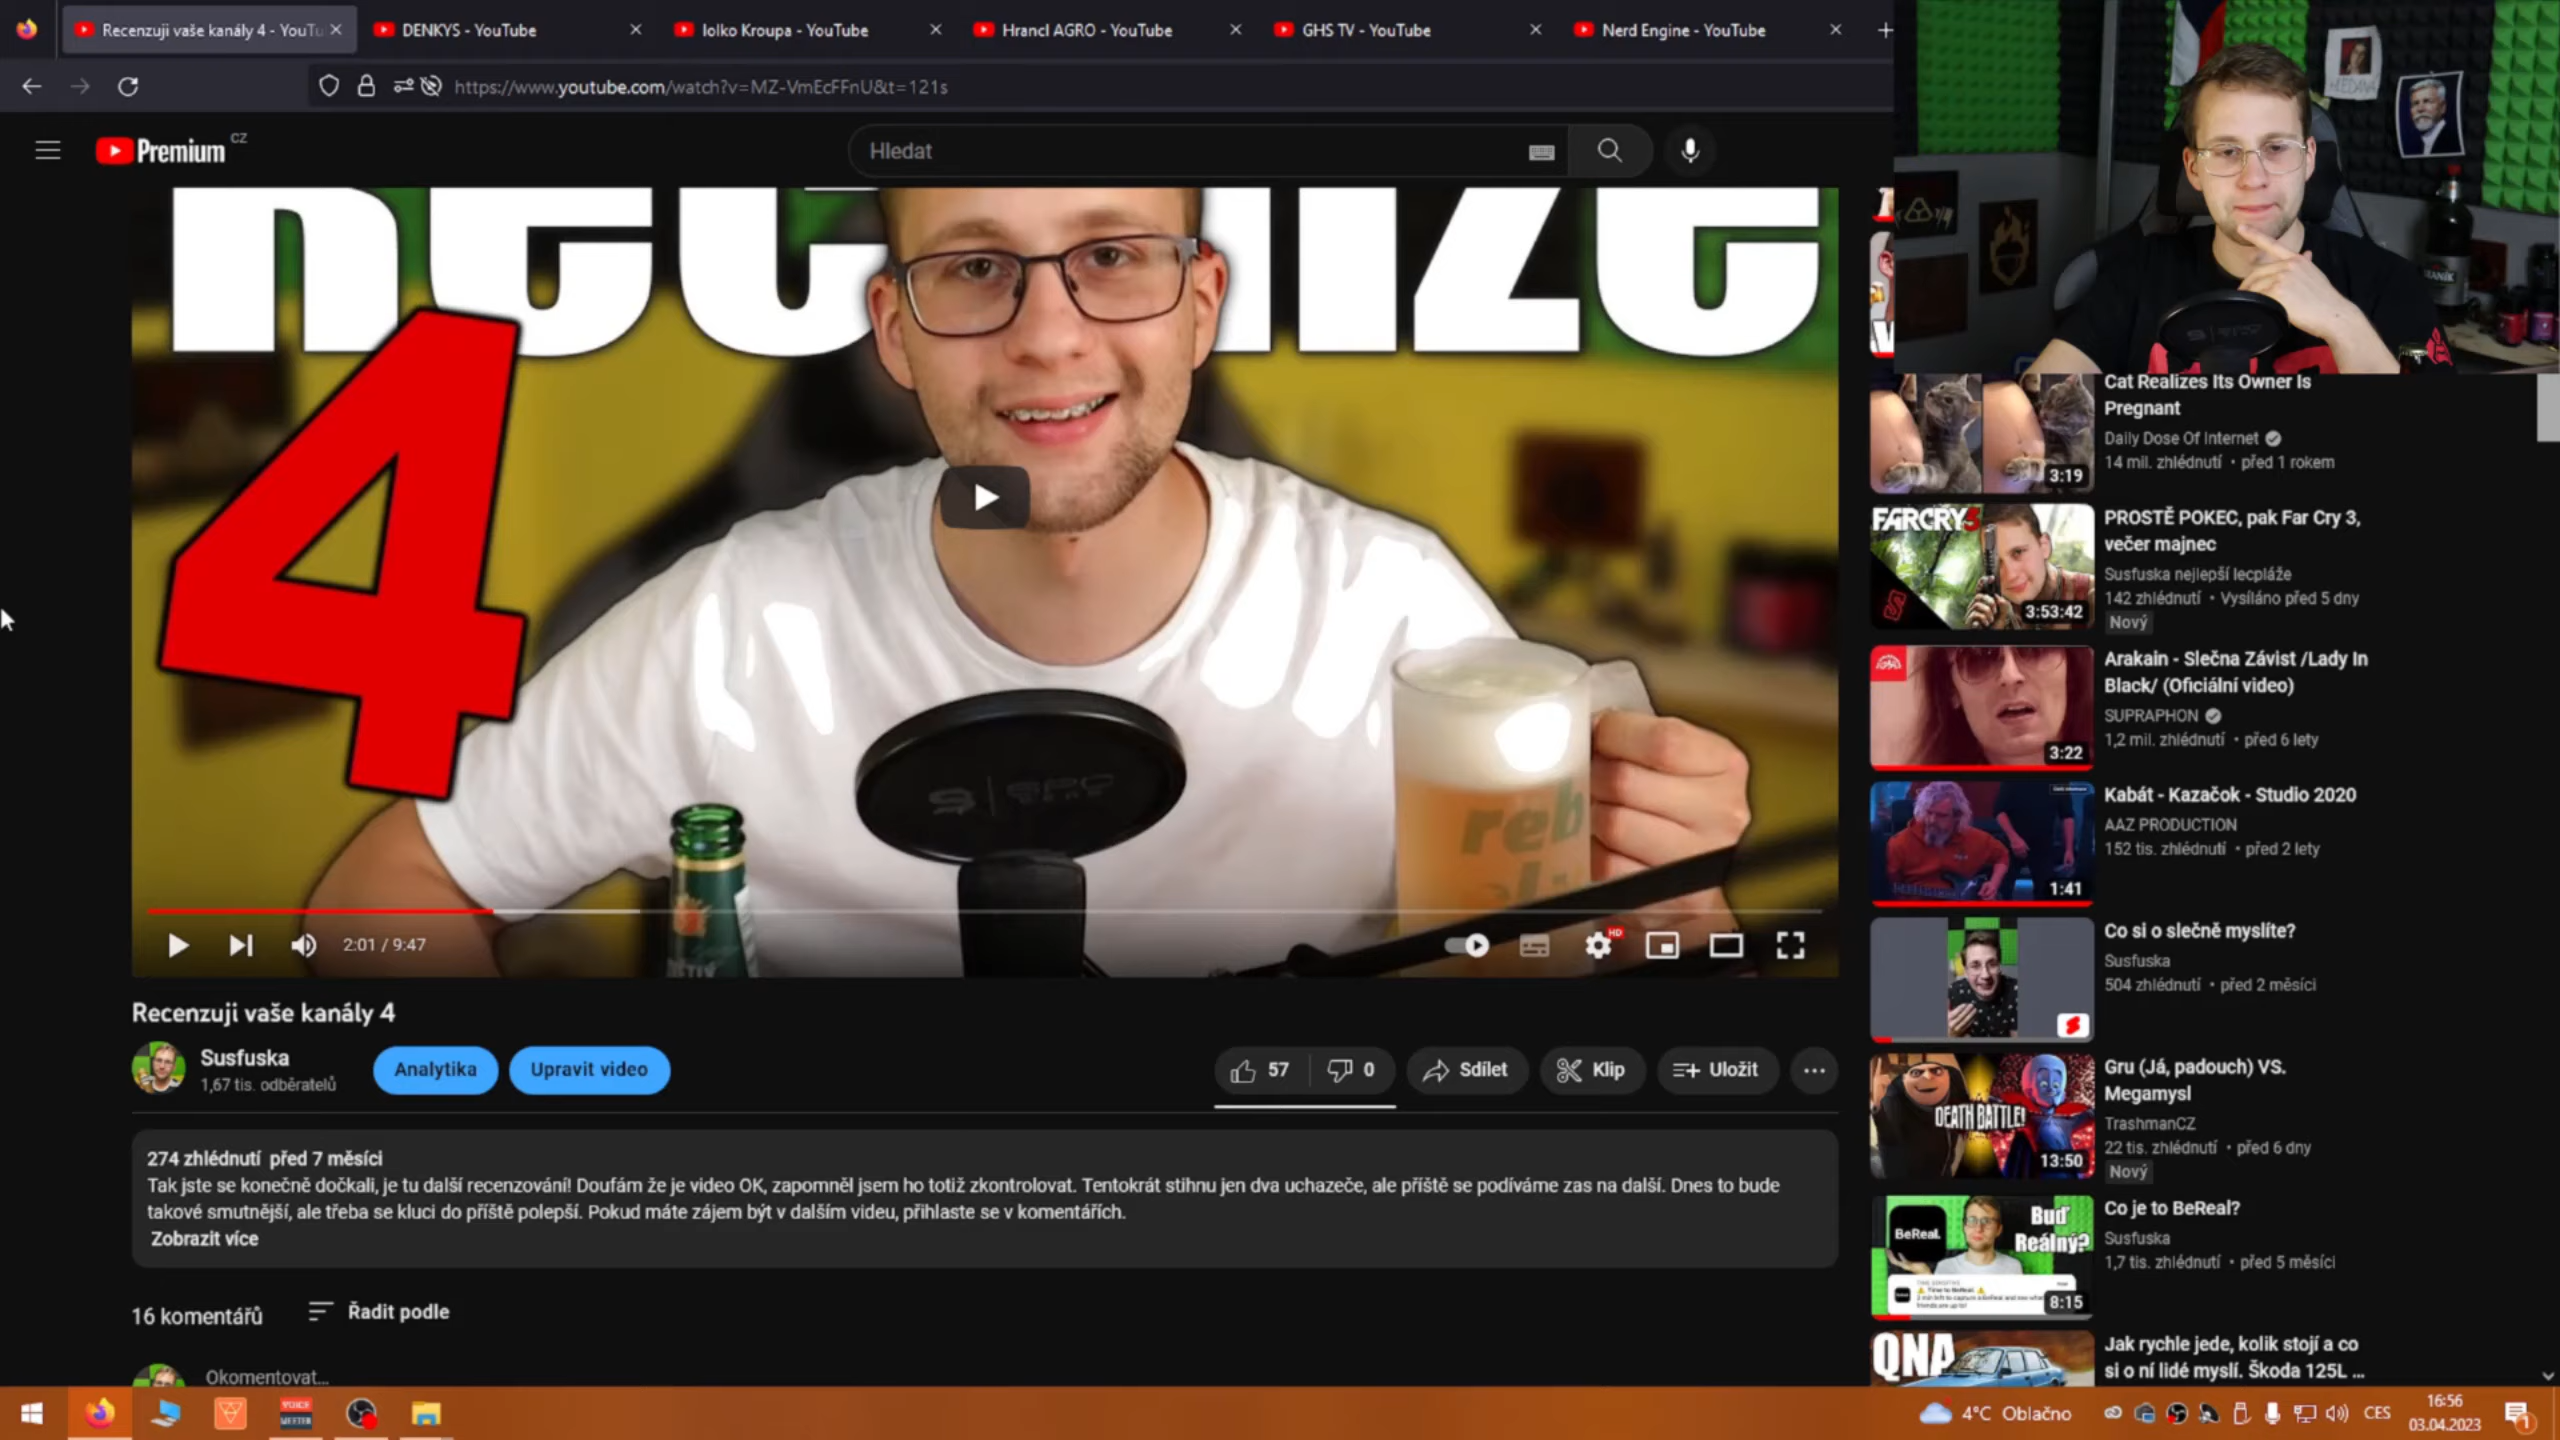 Recenzuji vaše kanály 4 - YouTu
DENKYS - YouTube
Iolko Kroupa - YouTube
Hrancl AGRO - YouTube
GHS TV - YouTube
Nerd Engine - YouTube
https://www.youtube.com/watch?v=MZ-VmEcFFnU&t=121s
Premium CZ
Hledat
4
reb
2:01 / 9:47
HD
Recenzuji vaše kanály 4
Susfuska
1,67 tis. odběratelů
Analytika
Upravit video
57
0
Sdílet
Klip
Uložit
274 zhlédnutí před 7 měsíci
Tak jste se konečně dočkali, je tu další recenzování! Doufám že je video OK, zapomněl jsem ho totiž zkontrolovat. Tentokrát stihnu jen dva uchazeče, ale příště se podíváme zas na další. Dnes to bude
takové smutnější, ale třeba se kluci do příště polepší. Pokud máte zájem být v dalším videu, přihlaste se v komentářích.
Zobrazit více
16 komentářů
Řadit podle
Okomentovat...
Cat Realizes Its Owner Is
Pregnant
Daily Dose Of Internet
14 mil. zhlédnutí • před 1 rokem
3:19
FARCRY3
PROSTĚ POKEC, pak Far Cry 3,
večer majnec
Susfuska nejlepší lecpláže
142 zhlédnutí • Vysíláno před 5 dny
Nový
3:53:42
Arakain - Slečna Závist /Lady In
Black/ (Oficiální video)
SUPRAPHON
1,2 mil. zhlédnutí • před 6 lety
3:22
Kabát - Kazačok - Studio 2020
AAZ PRODUCTION
152 tis. zhlédnutí • před 2 lety
1:41
Co si o slečně myslíte?
Susfuska
504 zhlédnutí • před 2 měsíci
Gru (Já, padouch) VS.
Megamysl
TrashmanCZ
22 tis. zhlédnutí • před 6 dny
Nový
DEATH BATTLE!
13:50
Co je to BeReal?
Susfuska
1,7 tis. zhlédnutí • před 5 měsíci
BeReal.
Buď
Reálný?
8:15
QNA
Jak rychle jede, kolik stojí a co
si o ní lidé myslí. Škoda 125L ...
VOICE
MEETER
4°C Oblačno
CES
16:56
03.04.2023
1